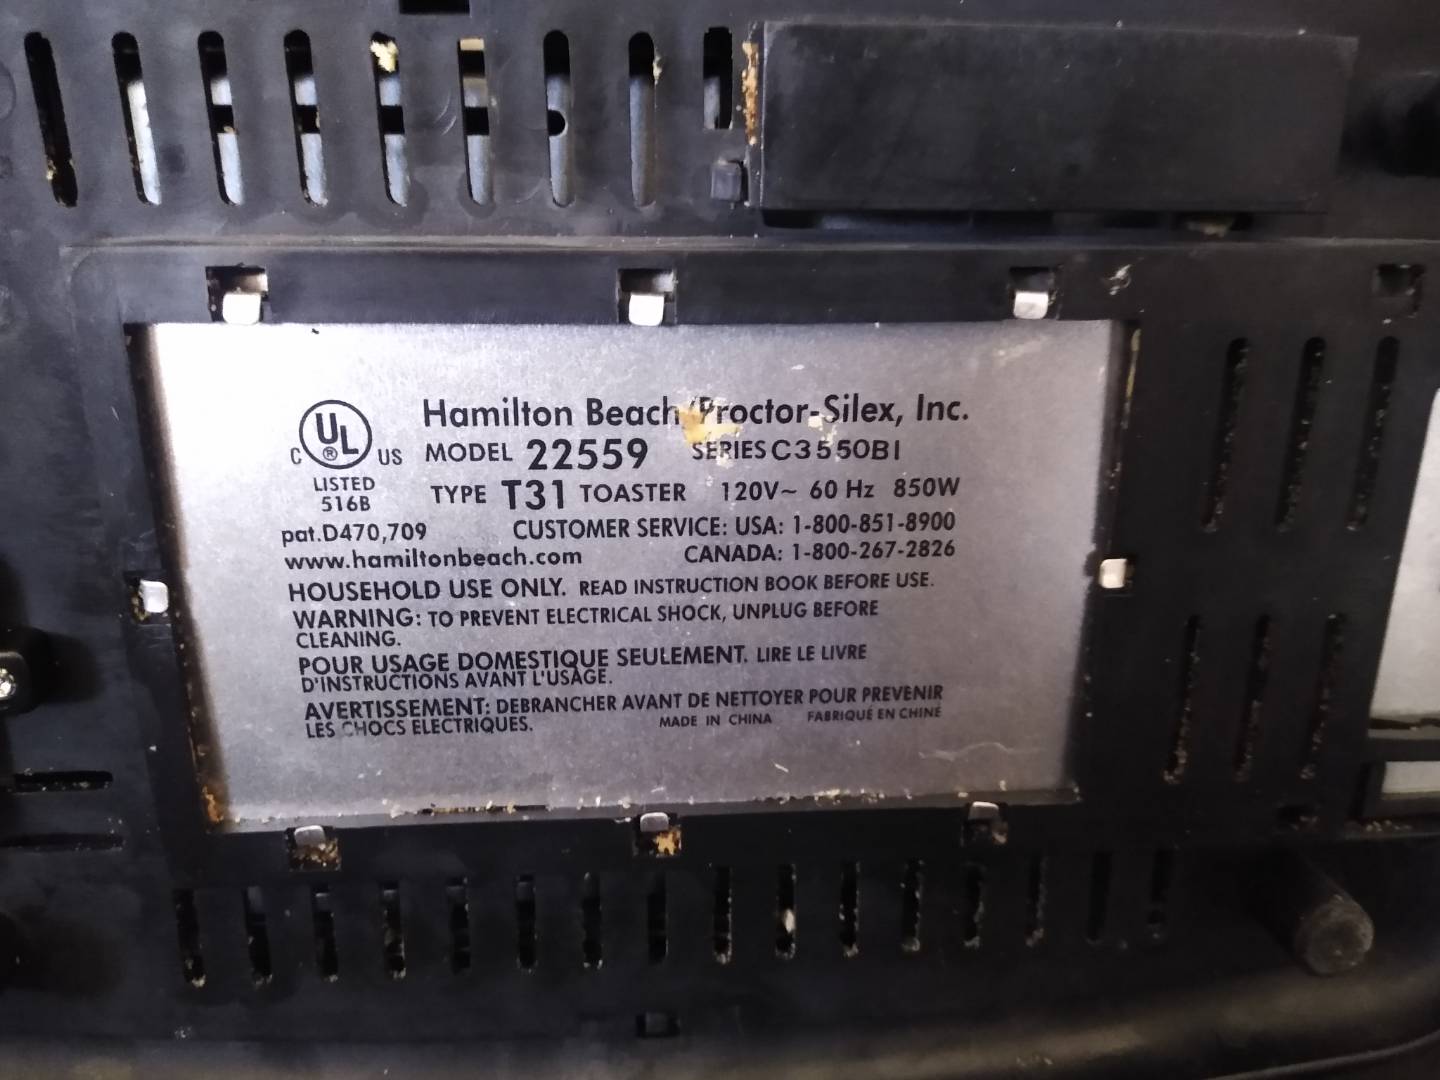 Hamilton Beach/Proctor-Silex, Inc.
C UL ® US
MODEL 22559 SERIES C3550BI
LISTED
516B
TYPE T31 TOASTER 120V~ 60 Hz 850W
pat.D470,709 CUSTOMER SERVICE: USA: 1-800-851-8900
www.hamiltonbeach.com CANADA: 1-800-267-2826
HOUSEHOLD USE ONLY. READ INSTRUCTION BOOK BEFORE USE.
WARNING: TO PREVENT ELECTRICAL SHOCK, UNPLUG BEFORE
CLEANING.
POUR USAGE DOMESTIQUE SEULEMENT. LIRE LE LIVRE
D'INSTRUCTIONS AVANT L'USAGE.
AVERTISSEMENT: DEBRANCHER AVANT DE NETTOYER POUR PREVENIR
LES CHOCS ELECTRIQUES. MADE IN CHINA FABRIQUÉ EN CHINE